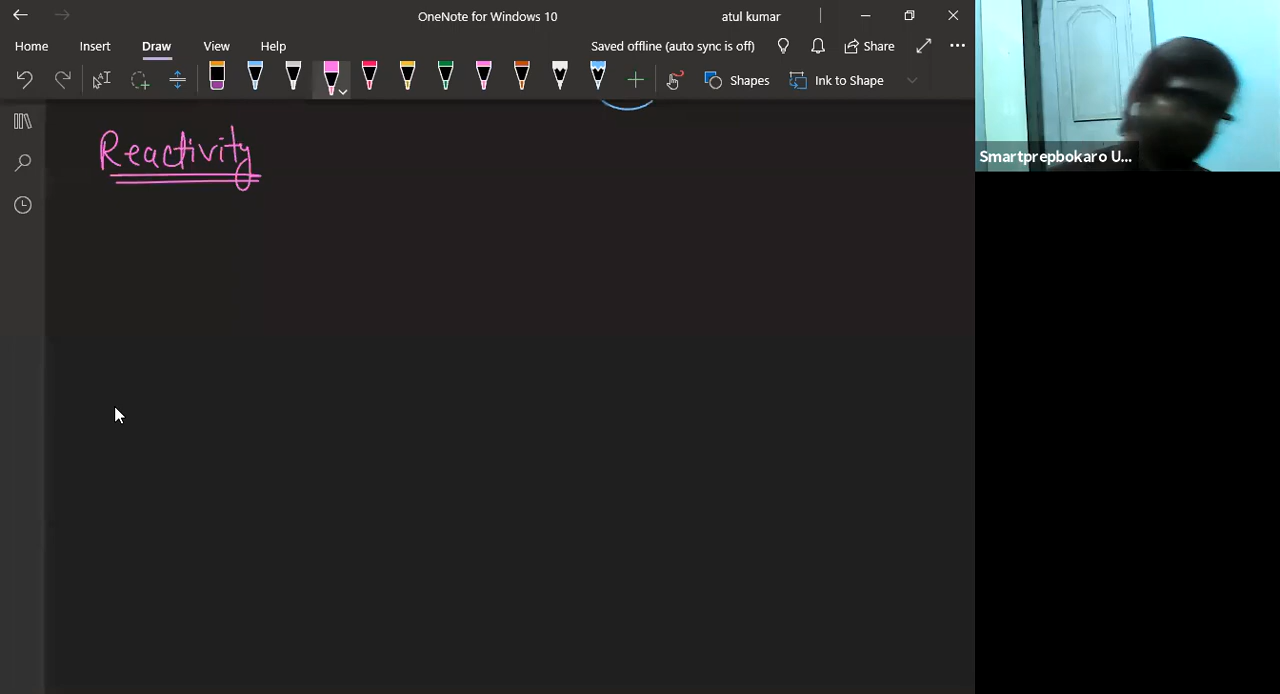 OneNote for Windows 10
atul kumar
Home
Insert
Draw
View
Help
Saved offline (auto sync is off)
Share
Shapes
Ink to Shape
Reactivity
Smartprepbokaro U...